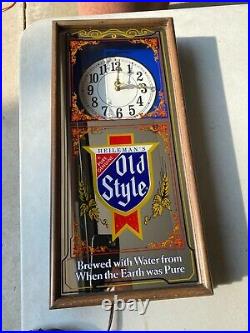 12
1
2
3
4
5
6
7
8
9
10
11
HEILEMAN'S
Old
Style
Brewed with Water from
When the Earth was Pure